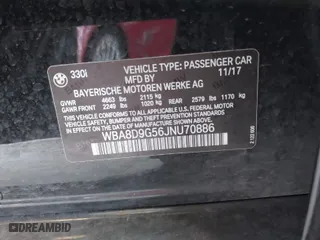 330i
VEHICLE TYPE: PASSENGER CAR
MFD BY
11/17
BAYERISCHE MOTOREN WERKE AG
GVWR 4663 lbs 2115 kg
GAWR FRONT 2249 lbs 1020 kg REAR 2579 lbs 1170 kg
THIS VEHICLE CONFORMS TO ALL APPLICABLE FEDERAL MOTOR VEHICLE SAFETY, BUMPER, AND THEFT PREVENTION STANDARDS IN EFFECT ON THE DATE OF MANUFACTURE SHOWN ABOVE.
WBA8D9G56JNU70886
DREAMBID